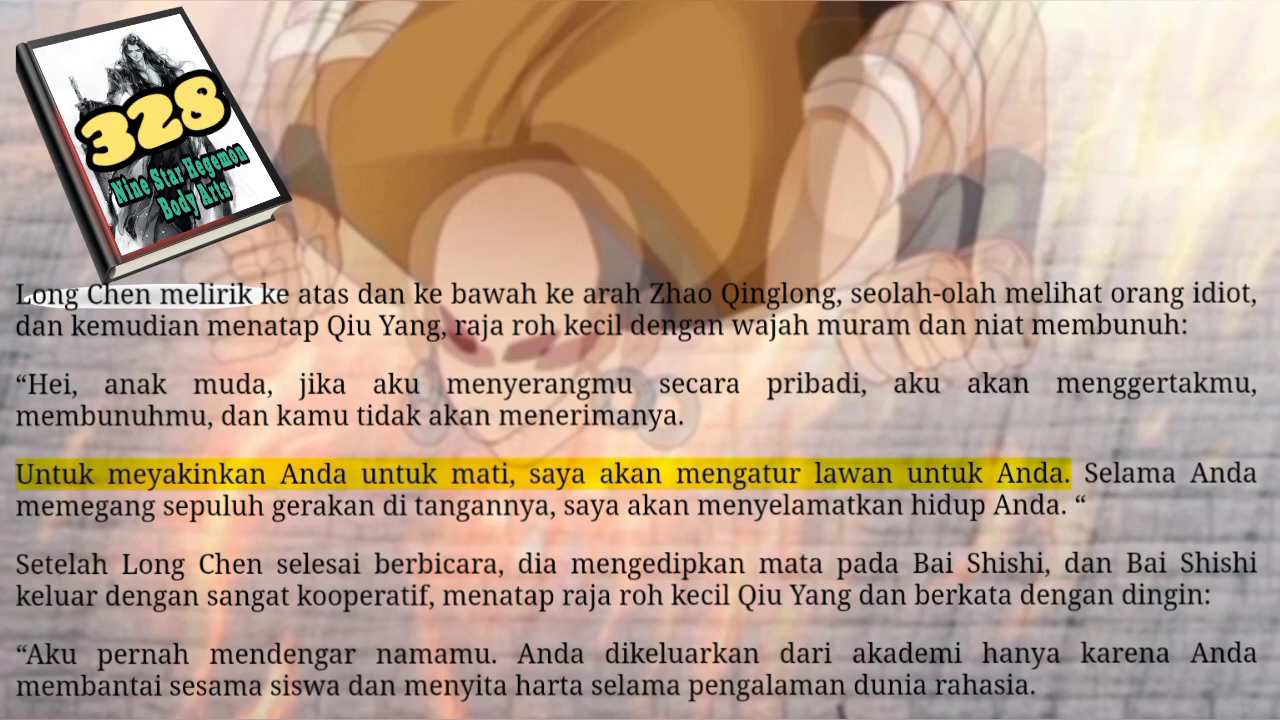 328
Nine Star Hegemon
Body Arts
Long Chen melirik ke atas dan ke bawah ke arah Zhao Qinglong, seolah-olah melihat orang idiot,
dan kemudian menatap Qiu Yang, raja roh kecil dengan wajah muram dan niat membunuh:
“Hei, anak muda, jika aku menyerangmu secara pribadi, aku akan menggertakmu,
membunuhmu, dan kamu tidak akan menerimanya.
Untuk meyakinkan Anda untuk mati, saya akan mengatur lawan untuk Anda. Selama Anda
memegang sepuluh gerakan di tangannya, saya akan menyelamatkan hidup Anda. “
Setelah Long Chen selesai berbicara, dia mengedipkan mata pada Bai Shishi, dan Bai Shishi
keluar dengan sangat kooperatif, menatap raja roh kecil Qiu Yang dan berkata dengan dingin:
“Aku pernah mendengar namamu. Anda dikeluarkan dari akademi hanya karena Anda
membantai sesama siswa dan menyita harta selama pengalaman dunia rahasia.